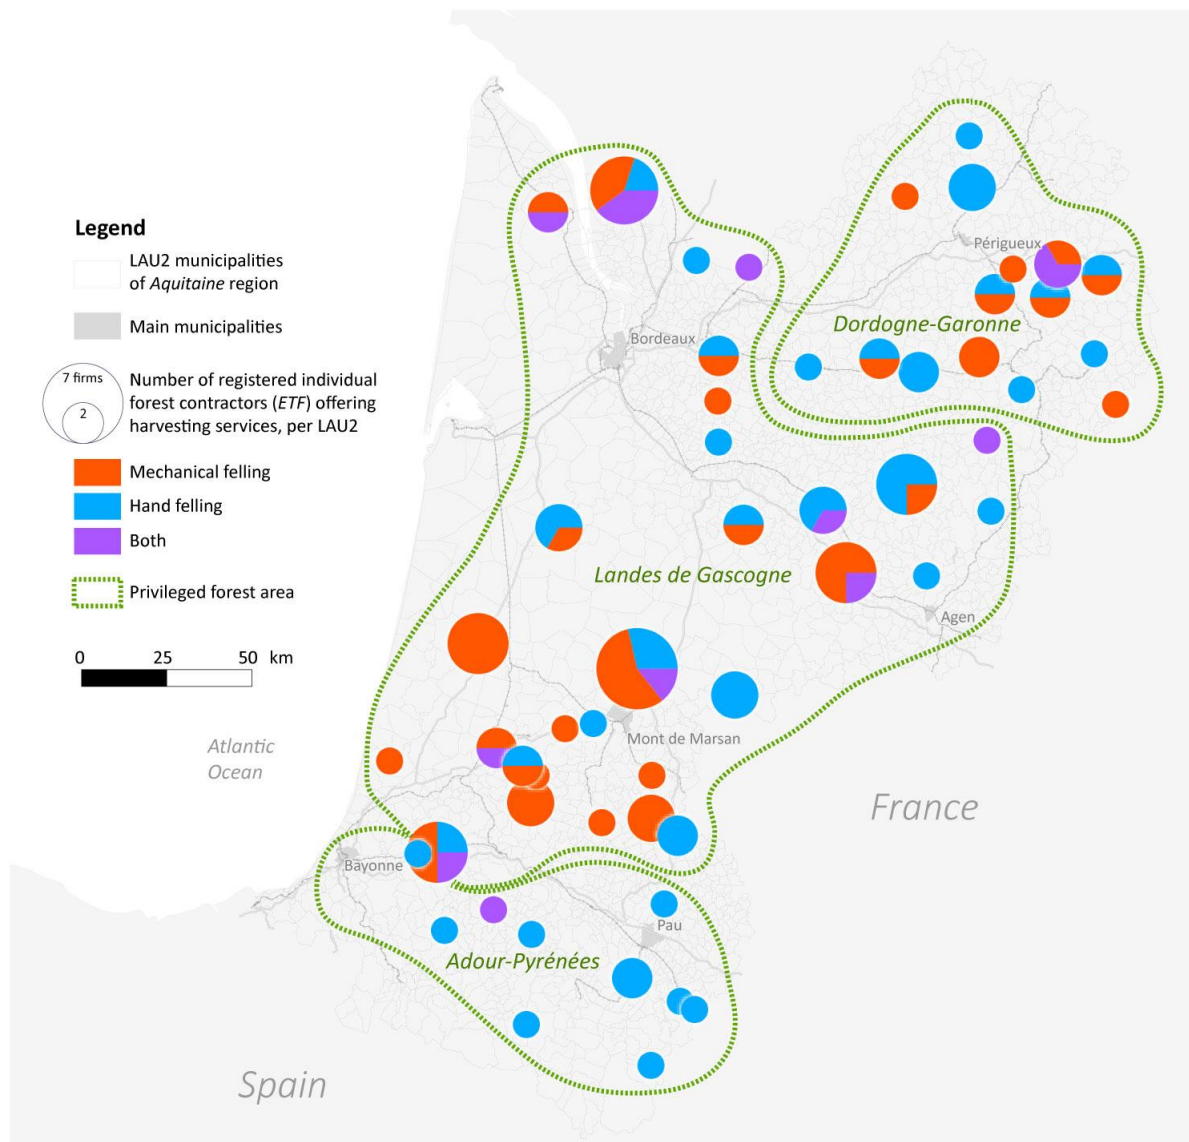 Legend
LAU2 municipalities
of Aquitaine region
Main municipalities
7 firms
2
Number of registered individual
forest contractors (ETF) offering
harvesting services, per LAU2
Mechanical felling
Hand felling
Both
Privileged forest area
0 25 50 km
Périgueux
Dordogne-Garonne
Bordeaux
Landes de Gascogne
Agen
Mont de Marsan
Atlantic
Ocean
France
Bayonne
Pau
Adour-Pyrénées
Spain